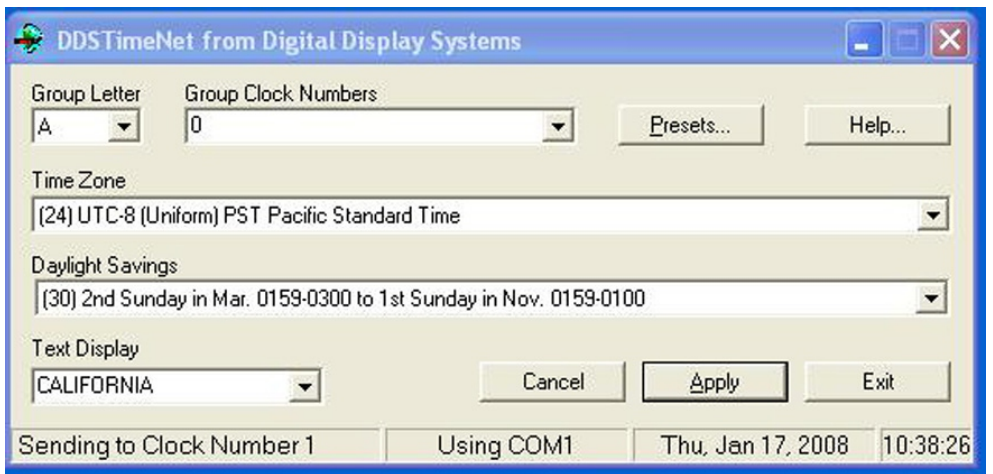 DDSTimeNet from Digital Display Systems
Group Letter Group Clock Numbers
A 0 Presets... Help...
Time Zone
(24) UTC-8 (Uniform) PST Pacific Standard Time
Daylight Savings
(30) 2nd Sunday in Mar. 0159-0300 to 1st Sunday in Nov. 0159-0100
Text Display
CALIFORNIA Cancel Apply Exit
Sending to Clock Number 1 Using COM1 Thu, Jan 17, 2008 10:38:26